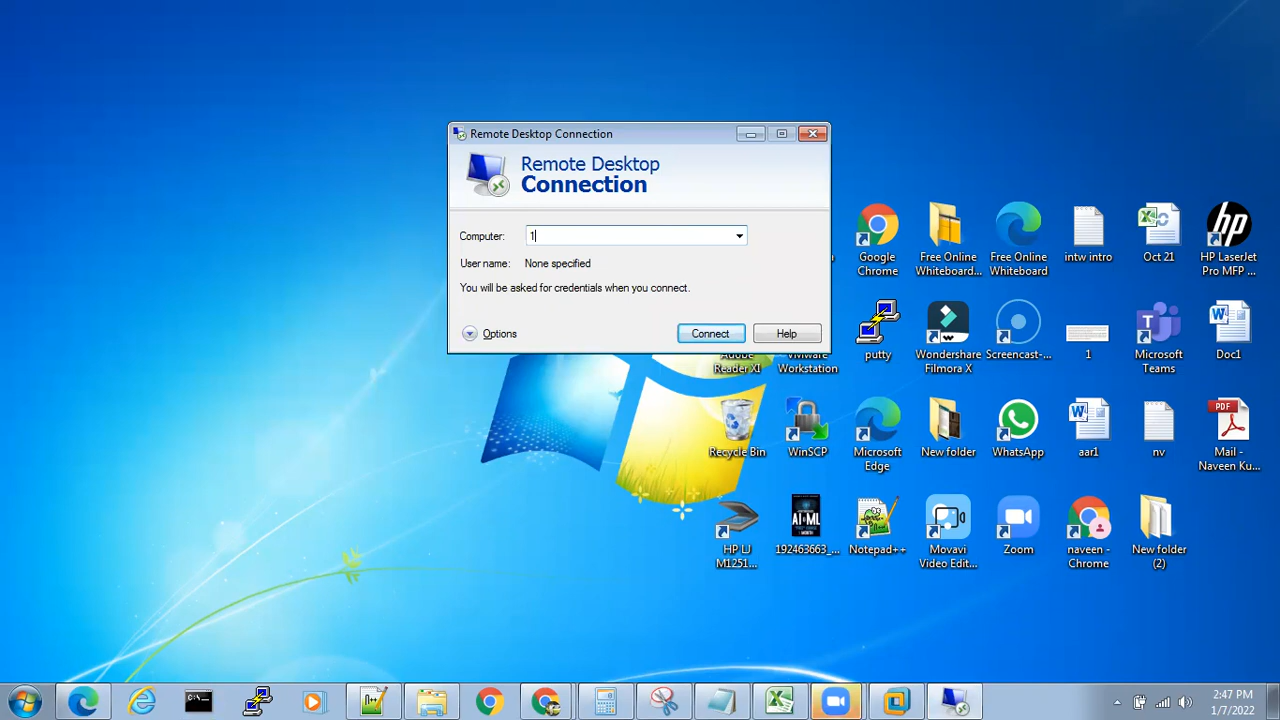 Remote Desktop Connection
Remote Desktop
Connection
Computer:
1
User name:
None specified
You will be asked for credentials when you connect.
Options
Connect
Help
Google
Chrome
Free Online
Whiteboard...
Free Online
Whiteboard
intw intro
Oct 21
hp
HP LaserJet
Pro MFP ...
Reader XI
Workstation
putty
Wondershare
Filmora X
Screencast-...
1
Microsoft
Teams
Doc1
Recycle Bin
WinSCP
Microsoft
Edge
New folder
WhatsApp
aar1
nv
PDF
Mail -
Naveen Ku...
HP LJ
M1251...
AI&ML
192463663_...
Notepad++
Movavi
Video Edit...
Zoom
naveen -
Chrome
New folder
(2)
2:47 PM
1/7/2022